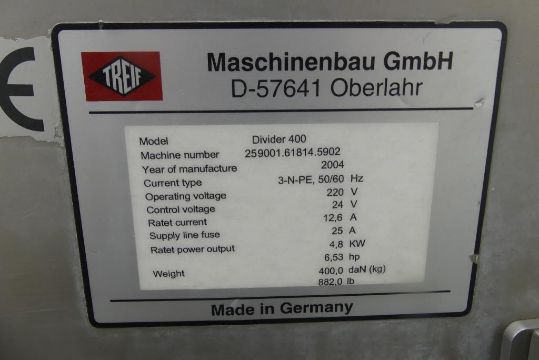 CE
TREIF
Maschinenbau GmbH
D-57641 Oberlahr
Model Divider 400
Machine number 259001.61814.5902
Year of manufacture 2004
Current type 3-N-PE, 50/60 Hz
Operating voltage 220 V
Control voltage 24 V
Ratet current 12,6 A
Supply line fuse 25 A
Ratet power output 4,8 KW
6,53 hp
Weight 400,0 daN (kg)
882,0 lb
Made in Germany